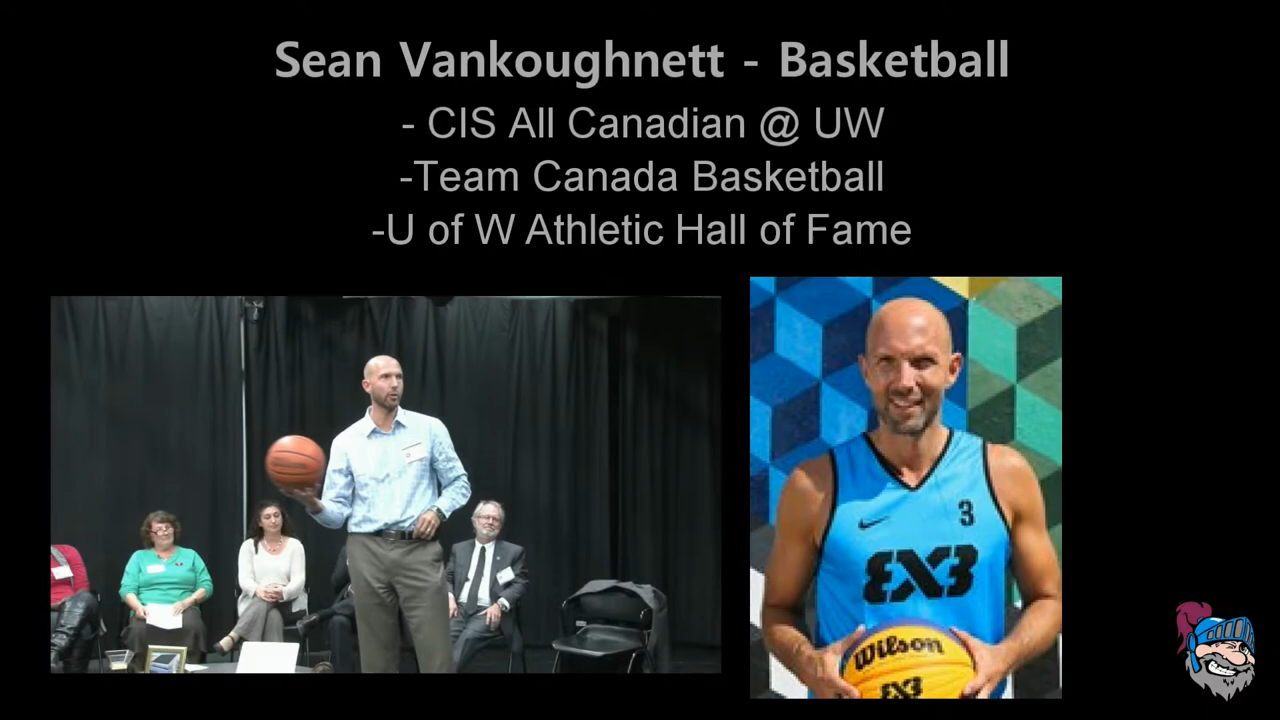 Sean Vankoughnett - Basketball
- CIS All Canadian @ UW
-Team Canada Basketball
-U of W Athletic Hall of Fame
3
3X3
Wilson
3X3